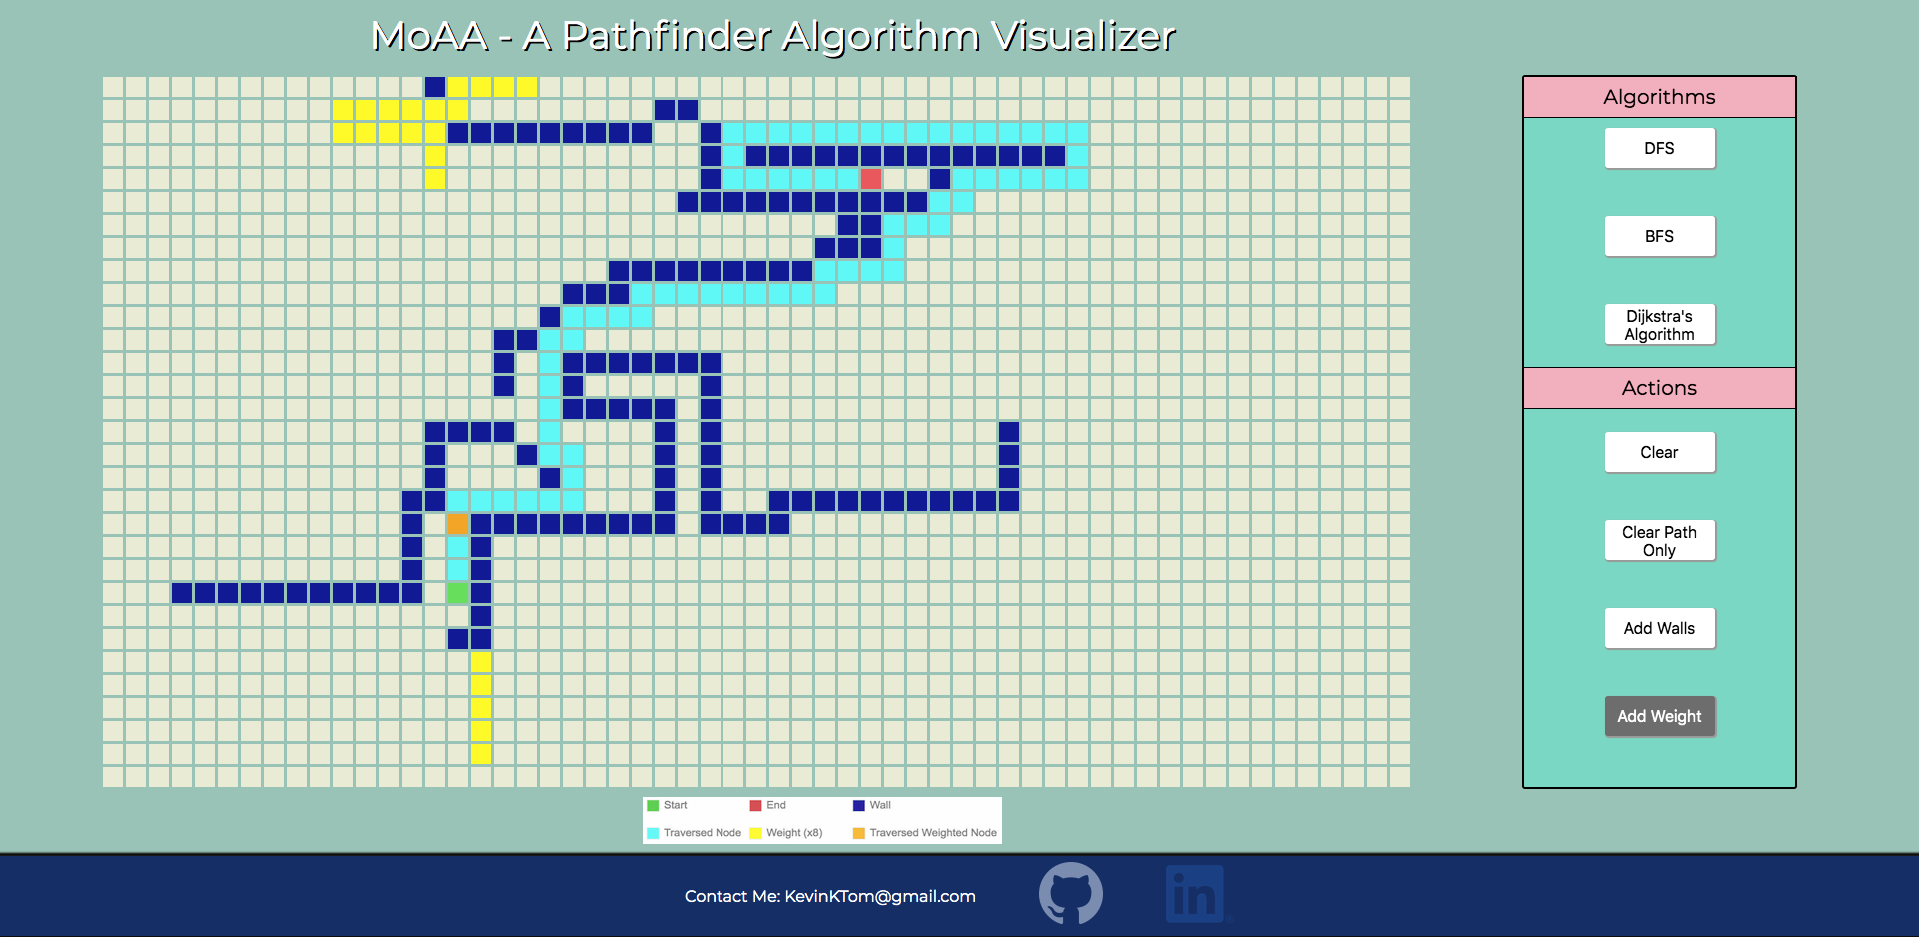 MoAA - A Pathfinder Algorithm Visualizer
Algorithms
DFS
BFS
Dijkstra's
Algorithm
Actions
Clear
Clear Path
Only
Add Walls
Add Weight
Start
End
Wall
Traversed Node
Weight (x8)
Traversed Weighted Node
Contact Me: KevinKTom@gmail.com
in